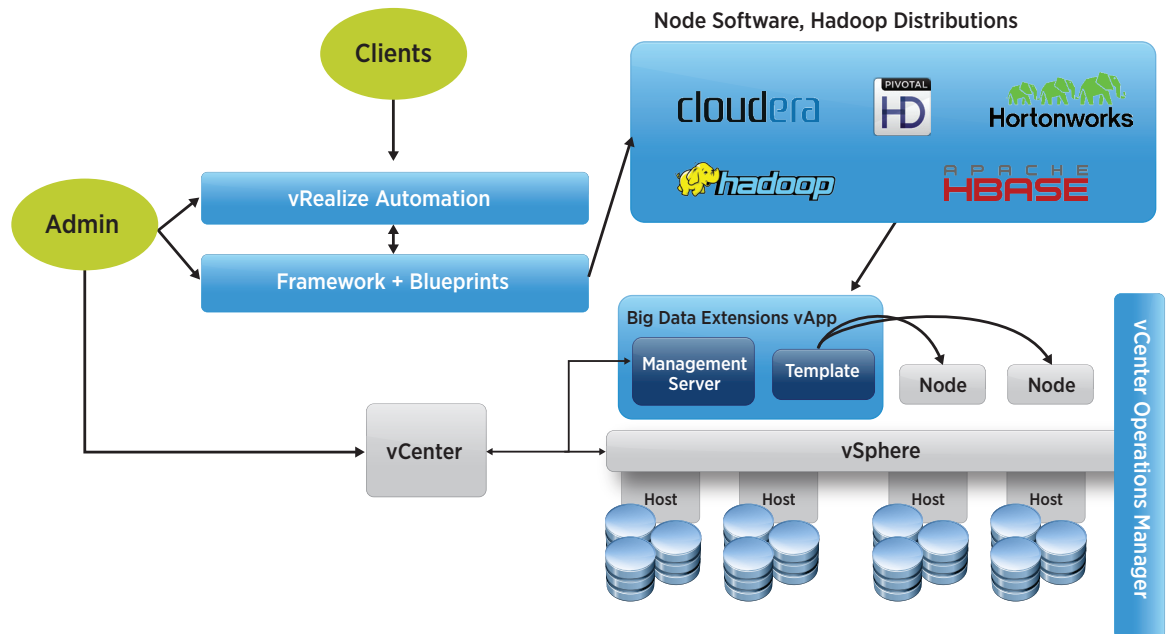 Node Software, Hadoop Distributions
Clients
cloudera
PIVOTAL
HD
Hortonworks
hadoop
APACHE
HBASE
Admin
vRealize Automation
Framework + Blueprints
Big Data Extensions vApp
Management
Server
Template
Node
Node
vCenter
vSphere
Host
Host
Host
Host
vCenter Operations Manager